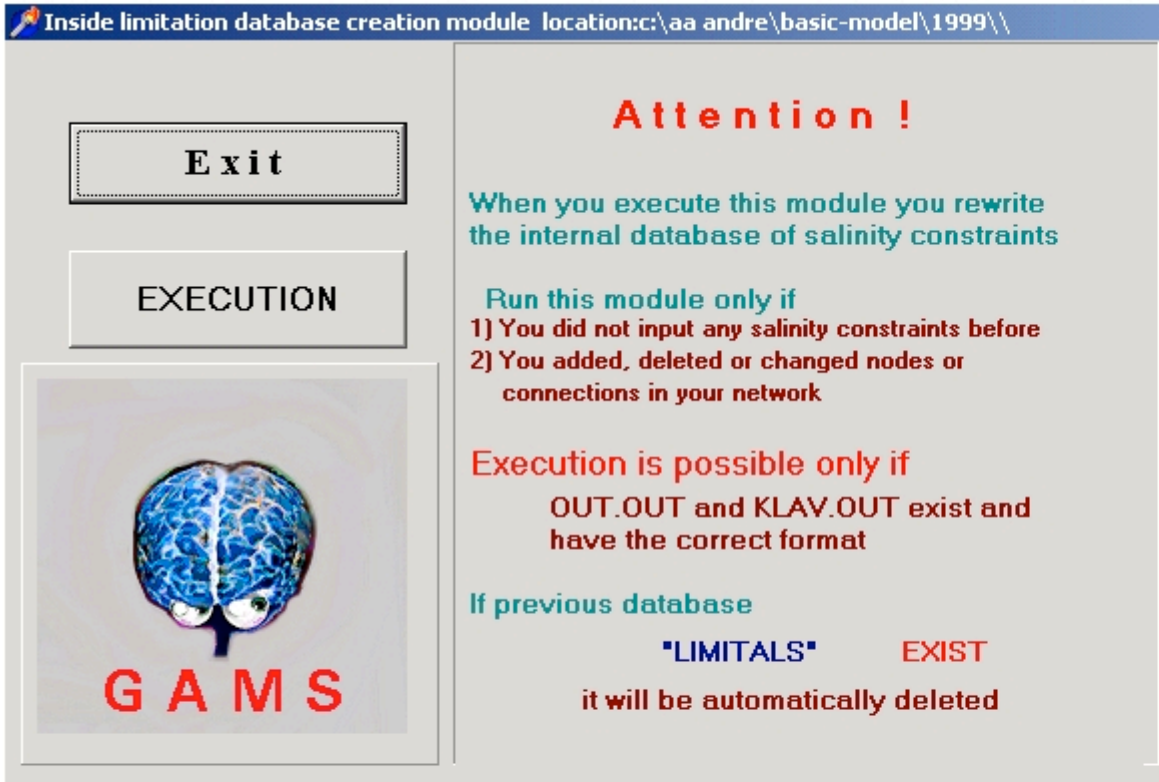 Inside limitation database creation module location:c:\aa andre\basic-model\1999\\
Exit
EXECUTION
GAMS
Attention !
When you execute this module you rewrite
the internal database of salinity constraints
Run this module only if
1) You did not input any salinity constraints before
2) You added, deleted or changed nodes or
connections in your network
Execution is possible only if
OUT.OUT and KLAV.OUT exist and
have the correct format
If previous database
"LIMITALS" EXIST
it will be automatically deleted